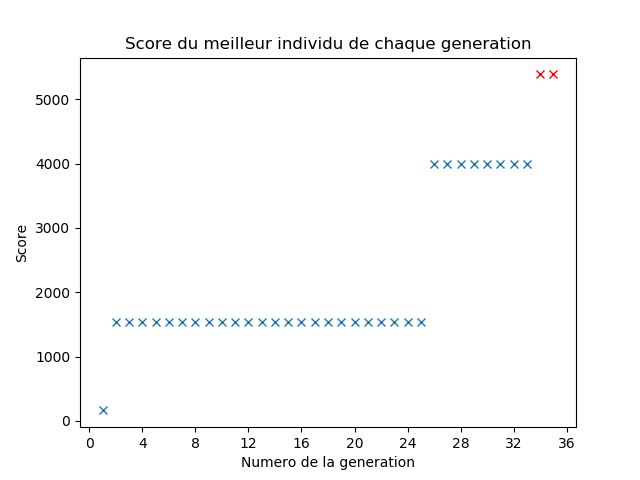 Score du meilleur individu de chaque generation
5000
4000
3000
2000
1000
0
Score
0 4 8 12 16 20 24 28 32 36
Numero de la generation